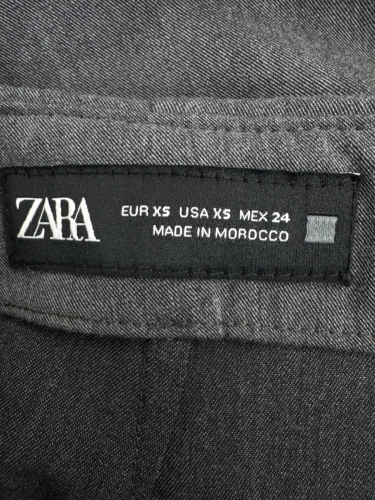 ZARA
EUR XS USA XS MEX 24
MADE IN MOROCCO